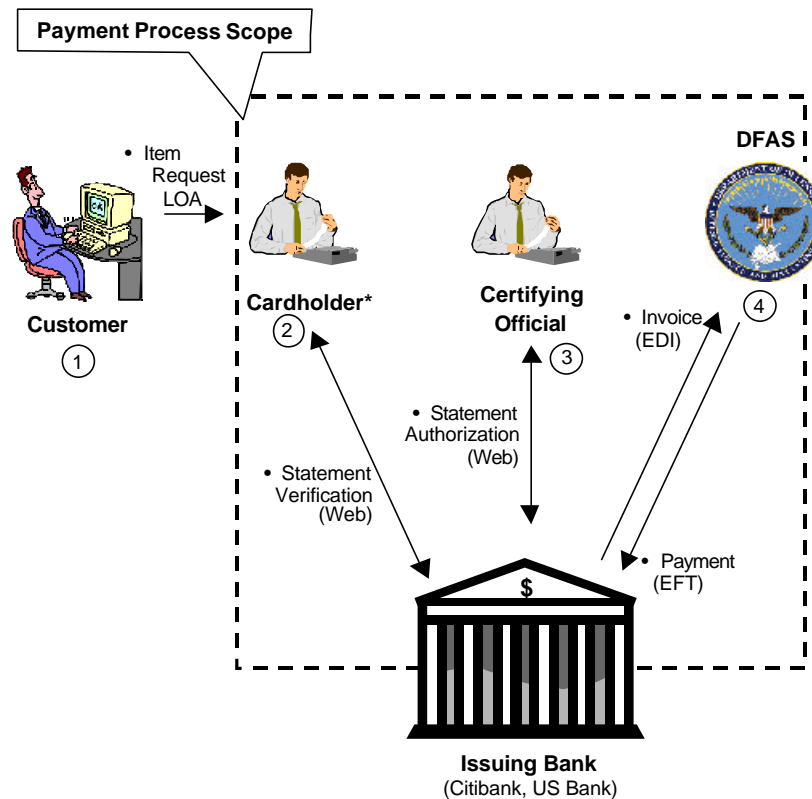 Payment Process Scope
• Item
Request
LOA
DFAS
Customer
1
Cardholder*
2
Certifying
Official
3
4
• Invoice
(EDI)
• Statement
Authorization
(Web)
• Statement
Verification
(Web)
• Payment
(EFT)
$
Issuing Bank
(Citibank, US Bank)